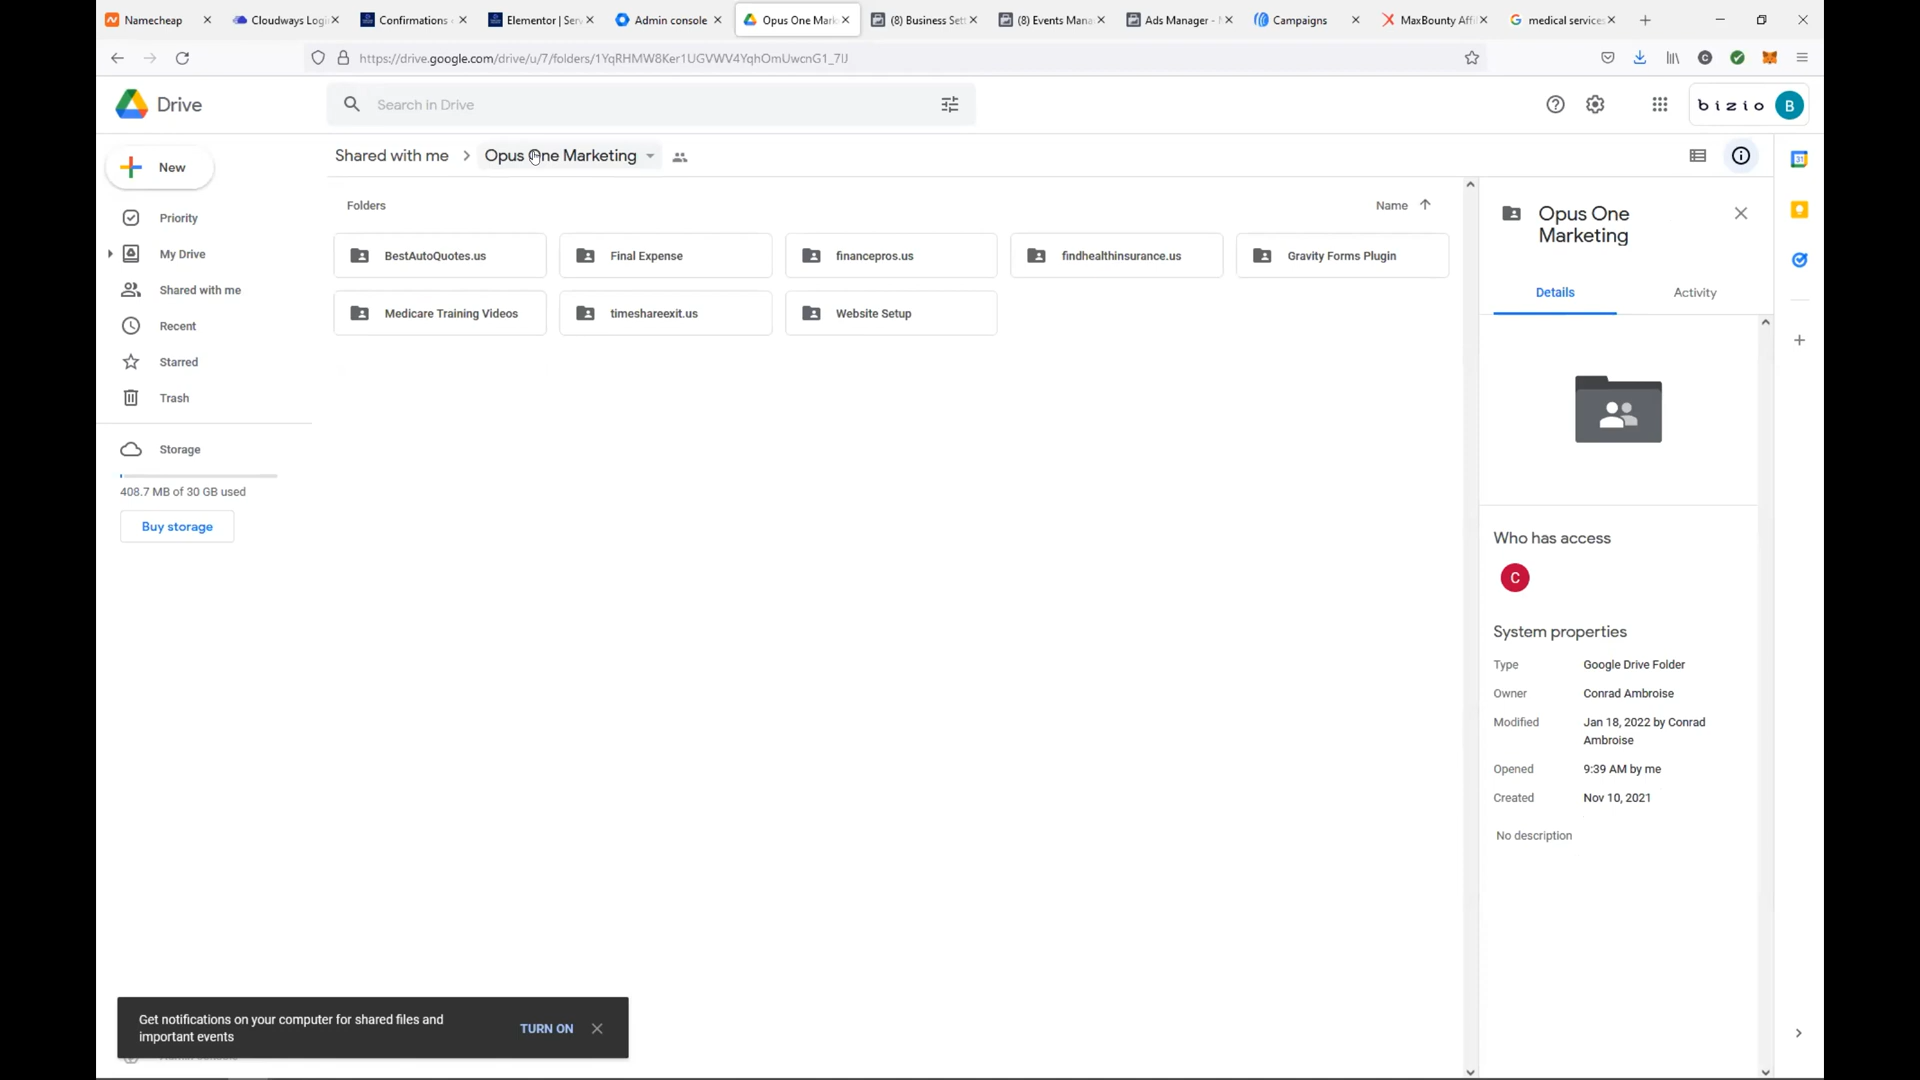 Namecheap
Cloudways Logi
Confirmations
Elementor | Serv
Admin console
Opus One Mark
(8) Business Set
(8) Events Mana
Ads Manager -
Campaigns
MaxBounty Affi
medical services
https://drive.google.com/drive/u/7/folders/1YqRHMW8Ker1UGVWV4YqhOmUwcnG1_7lJ
Drive
Search in Drive
bizio
B
New
Shared with me
Opus One Marketing
Priority
My Drive
Shared with me
Recent
Starred
Trash
Storage
408.7 MB of 30 GB used
Buy storage
Folders
Name
BestAutoQuotes.us
Final Expense
financepros.us
findhealthinsurance.us
Gravity Forms Plugin
Medicare Training Videos
timeshareexit.us
Website Setup
Opus One
Marketing
Details
Activity
Who has access
C
System properties
Type
Google Drive Folder
Owner
Conrad Ambroise
Modified
Jan 18, 2022 by Conrad
Ambroise
Opened
9:39 AM by me
Created
Nov 10, 2021
No description
Get notifications on your computer for shared files and
important events
TURN ON